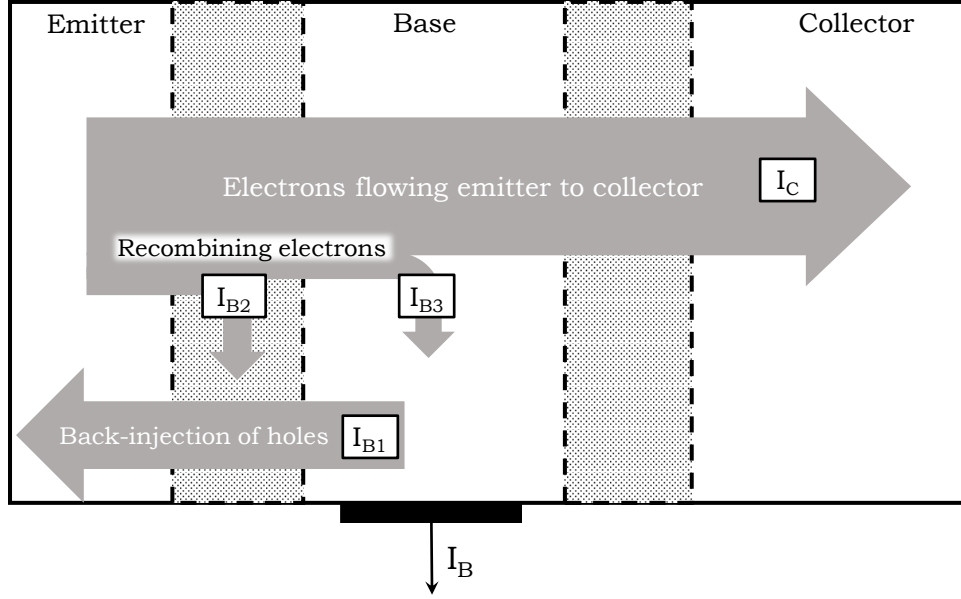 Emitter
Base
Collector
Electrons flowing emitter to collector
I_C
Recombining electrons
I_B2
I_B3
Back-injection of holes
I_B1
I_B